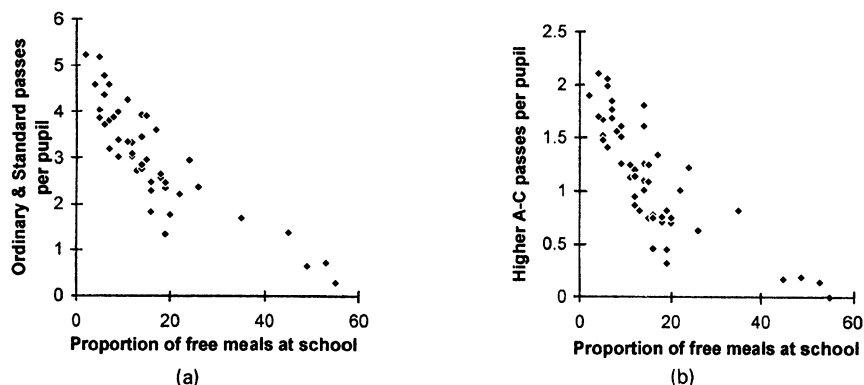 Ordinary & Standard passes
per pupil
6
5
4
3
2
1
0
0 20 40 60
Proportion of free meals at school
(a)
Higher A-C passes per pupil
2.5
2
1.5
1
0.5
0
0 20 40 60
Proportion of free meals at school
(b)